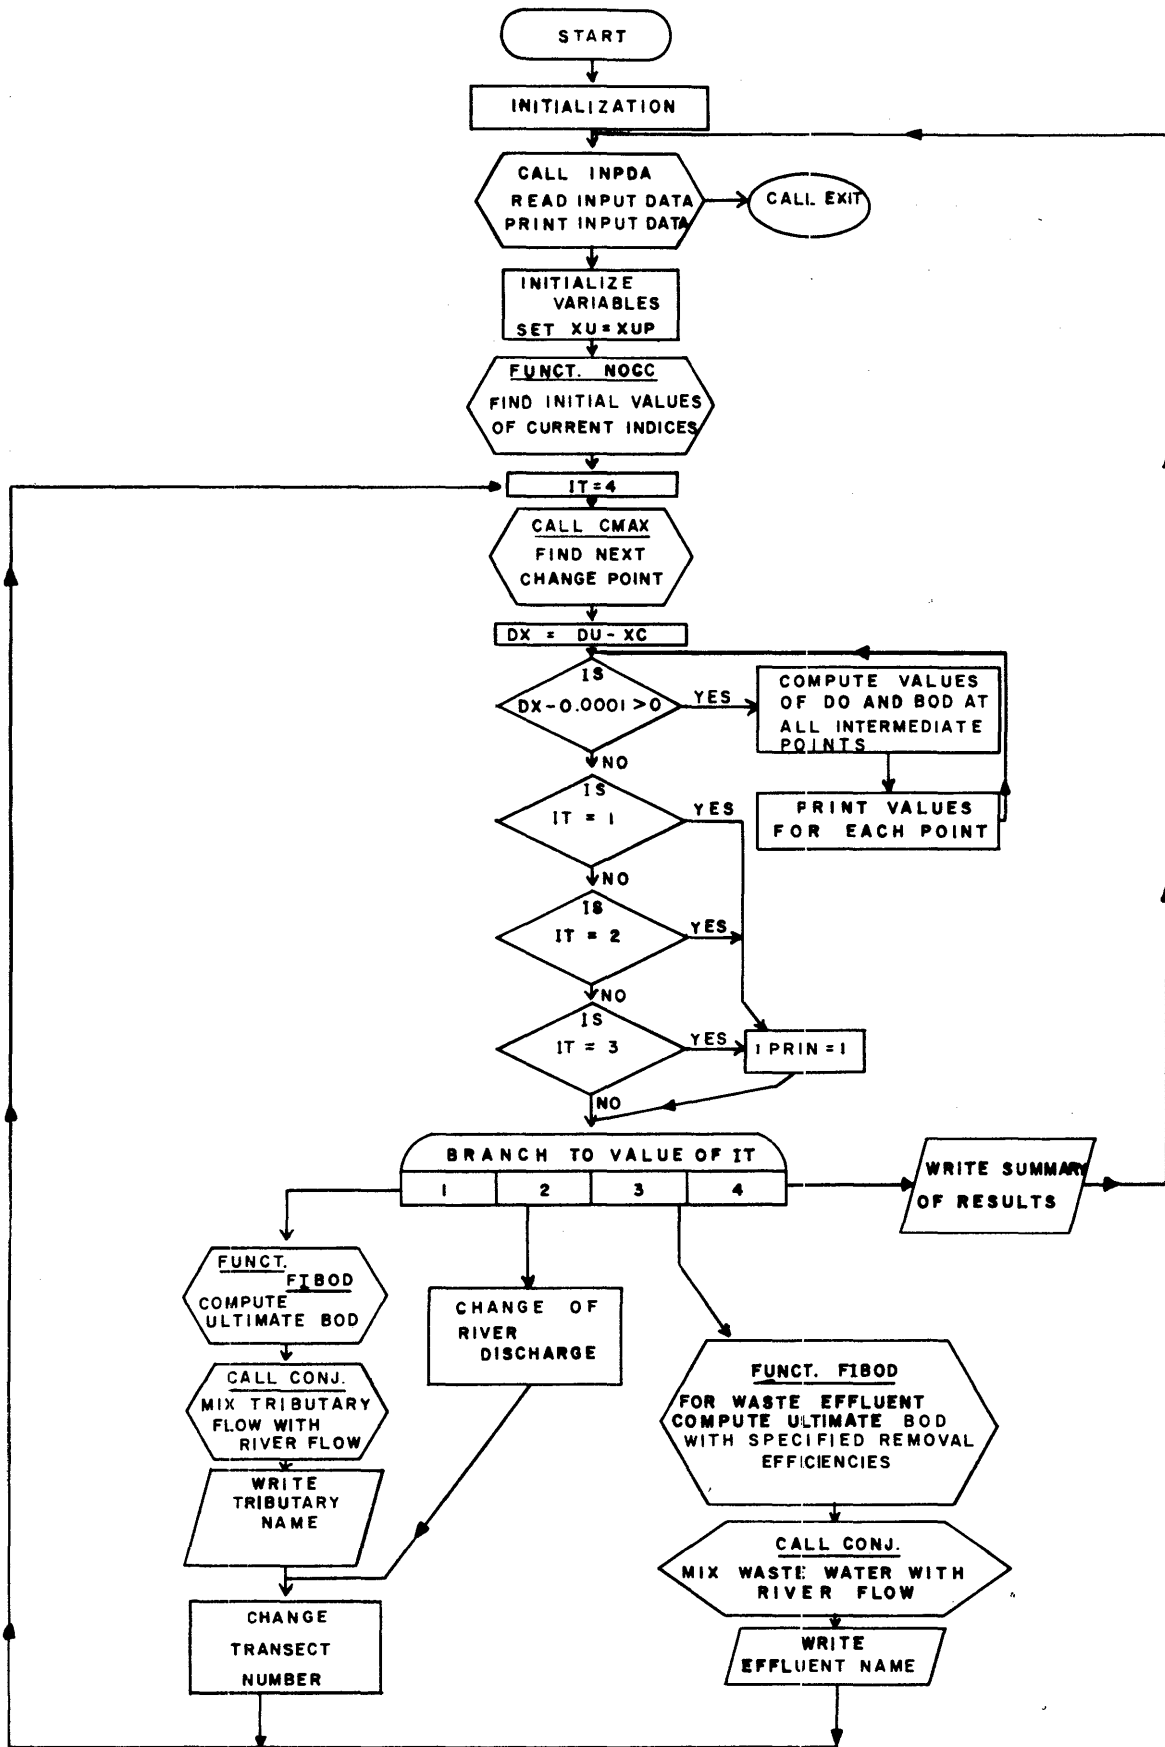 START
INITIALIZATION
CALL INPDA
READ INPUT DATA
PRINT INPUT DATA
CALL EXIT
INITIALIZE
VARIABLES
SET XU = XUP
FUNCT. NOGC
FIND INITIAL VALUES
OF CURRENT INDICES
IT = 4
CALL CMAX
FIND NEXT
CHANGE POINT
DX = DU - XC
IS
DX - 0.0001 > 0
YES
NO
COMPUTE VALUES
OF DO AND BOD AT
ALL INTERMEDIATE
POINTS
PRINT VALUES
FOR EACH POINT
IS
IT = 1
YES
NO
IS
IT = 2
YES
NO
IS
IT = 3
YES
NO
I PRIN = 1
BRANCH TO VALUE OF IT
1 2 3 4
WRITE SUMMARY
OF RESULTS
FUNCT.
FIBOD
COMPUTE
ULTIMATE BOD
CALL CONJ.
MIX TRIBUTARY
FLOW WITH
RIVER FLOW
WRITE
TRIBUTARY
NAME
CHANGE
TRANSECT
NUMBER
CHANGE OF
RIVER
DISCHARGE
FUNCT. FIBOD
FOR WASTE EFFLUENT
COMPUTE ULTIMATE BOD
WITH SPECIFIED REMOVAL
EFFICIENCIES
CALL CONJ.
MIX WASTE WATER WITH
RIVER FLOW
WRITE
EFFLUENT NAME